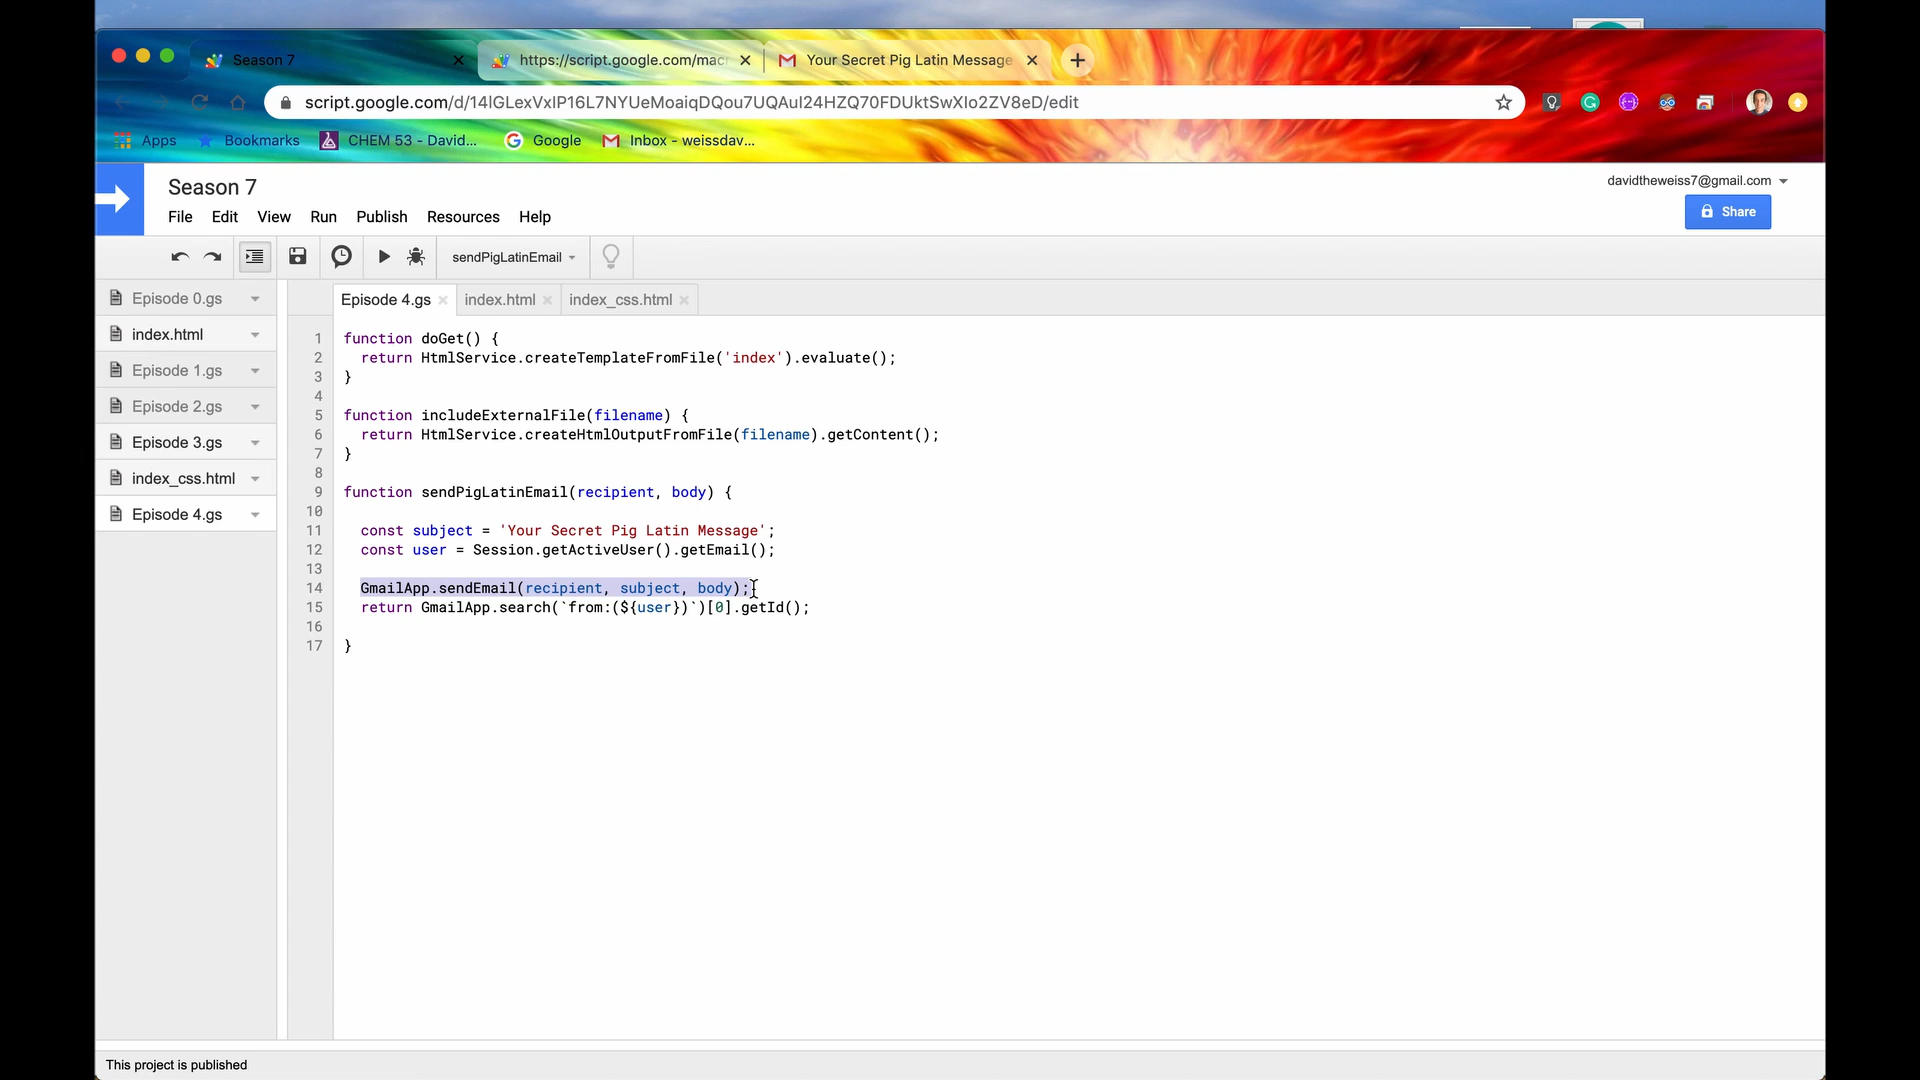 Season 7
https://script.google.com/mac
Your Secret Pig Latin Message
script.google.com/d/14lGLexVxIP16L7NYUeMoaiqDQou7UQAuI24HZQ70FDUktSwXIo2ZV8eD/edit
Apps Bookmarks CHEM 53 - David... Google Inbox - weissdav...
Season 7
davidtheweiss7@gmail.com
File Edit View Run Publish Resources Help
Share
sendPigLatinEmail
Episode 0.gs
index.html
Episode 1.gs
Episode 2.gs
Episode 3.gs
index_css.html
Episode 4.gs
Episode 4.gs index.html index_css.html
1 function doGet() {
2 return HtmlService.createTemplateFromFile('index').evaluate();
3 }
4
5 function includeExternalFile(filename) {
6 return HtmlService.createHtmlOutputFromFile(filename).getContent();
7 }
8
9 function sendPigLatinEmail(recipient, body) {
10
11 const subject = 'Your Secret Pig Latin Message';
12 const user = Session.getActiveUser().getEmail();
13
14 GmailApp.sendEmail(recipient, subject, body);
15 return GmailApp.search(`from:(${user})`)[0].getId();
16
17 }
This project is published